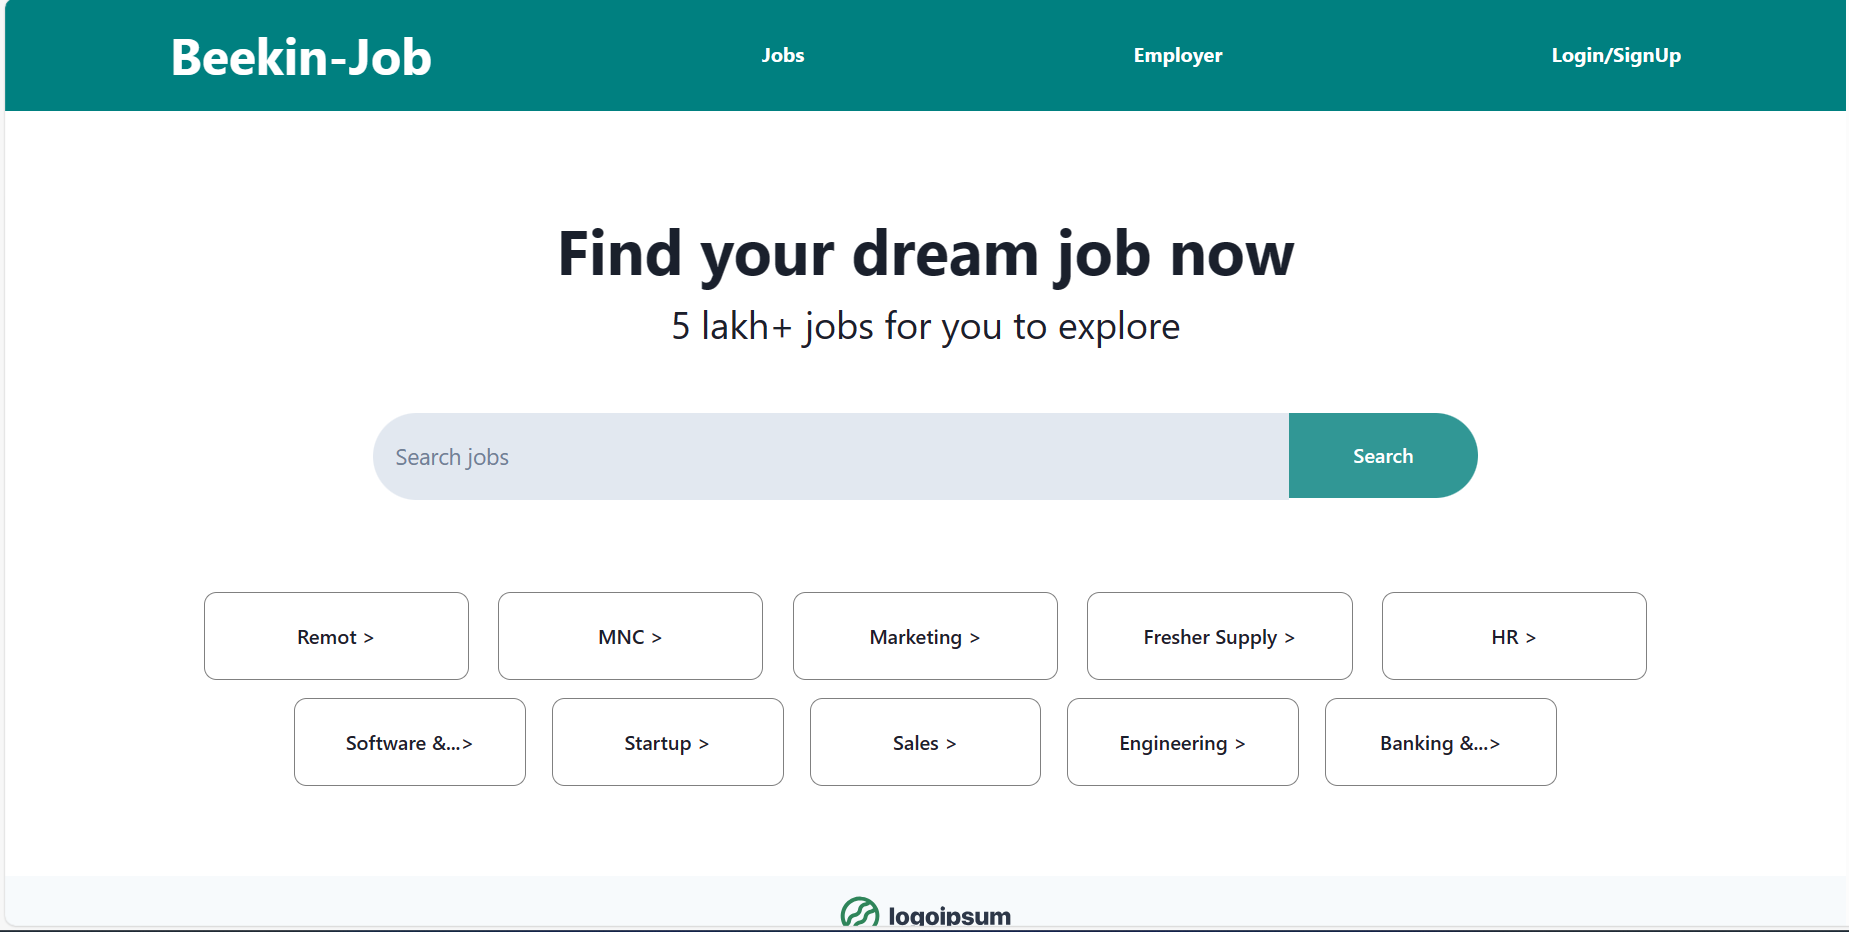 Beekin-Job Jobs Employer Login/SignUp
Find your dream job now
5 lakh+ jobs for you to explore
Search jobs Search
Remot > MNC > Marketing > Fresher Supply > HR >
Software &...> Startup > Sales > Engineering > Banking &...>
logoipsum